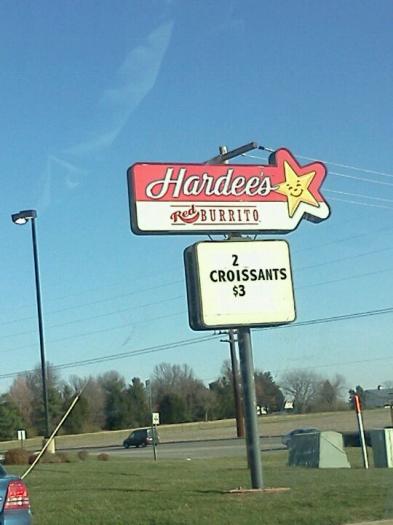 Hardee's
Red BURRITO
2
CROISSANTS
$3